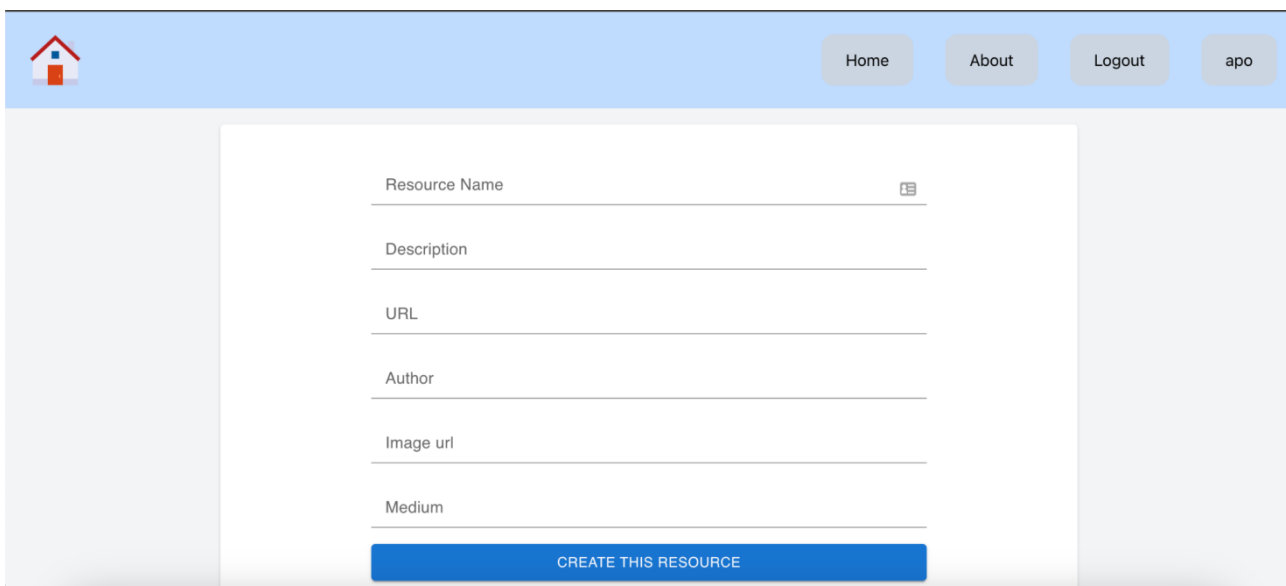 Home About Logout apo
Resource Name
Description
URL
Author
Image url
Medium
CREATE THIS RESOURCE